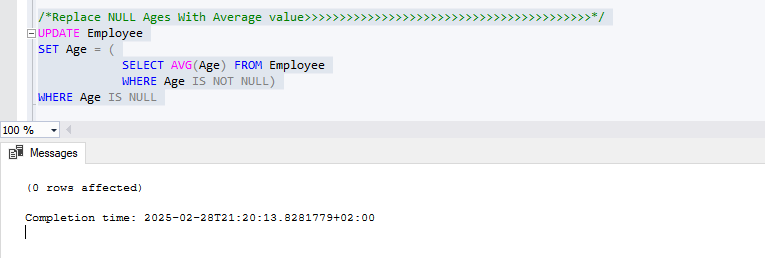 /*Replace NULL Ages With Average value>>>>>>>>>>>>>>>>>>>>>>>>>>>>>>>>>>>>>>>>>*/
UPDATE Employee
SET Age = (
SELECT AVG(Age) FROM Employee
WHERE Age IS NOT NULL)
WHERE Age IS NULL
100 %
Messages
(0 rows affected)
Completion time: 2025-02-28T21:20:13.8281779+02:00